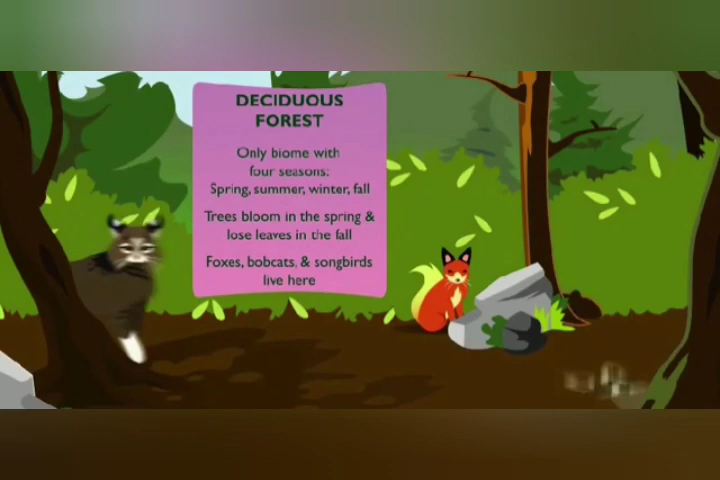 DECIDUOUS
FOREST
Only biome with
four seasons:
Spring, summer, winter, fall
Trees bloom in the spring &
lose leaves in the fall
Foxes, bobcats, & songbirds
live here